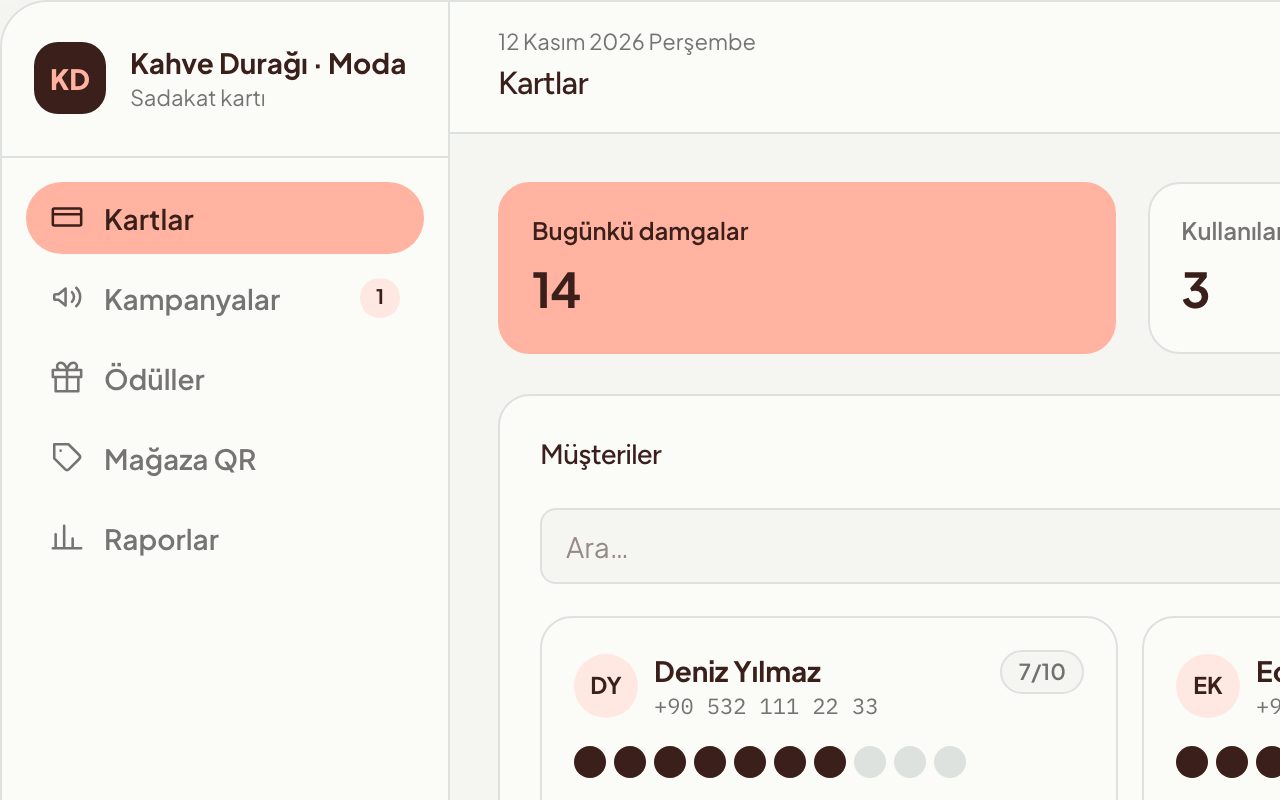 KD
Kahve Durağı · Moda
Sadakat kartı
Kartlar
Kampanyalar
1
Ödüller
Mağaza QR
Raporlar
12 Kasım 2026 Perşembe
Kartlar
Bugünkü damgalar
14
3
Müşteriler
Ara…
DY
Deniz Yılmaz
+90 532 111 22 33
7/10
EK